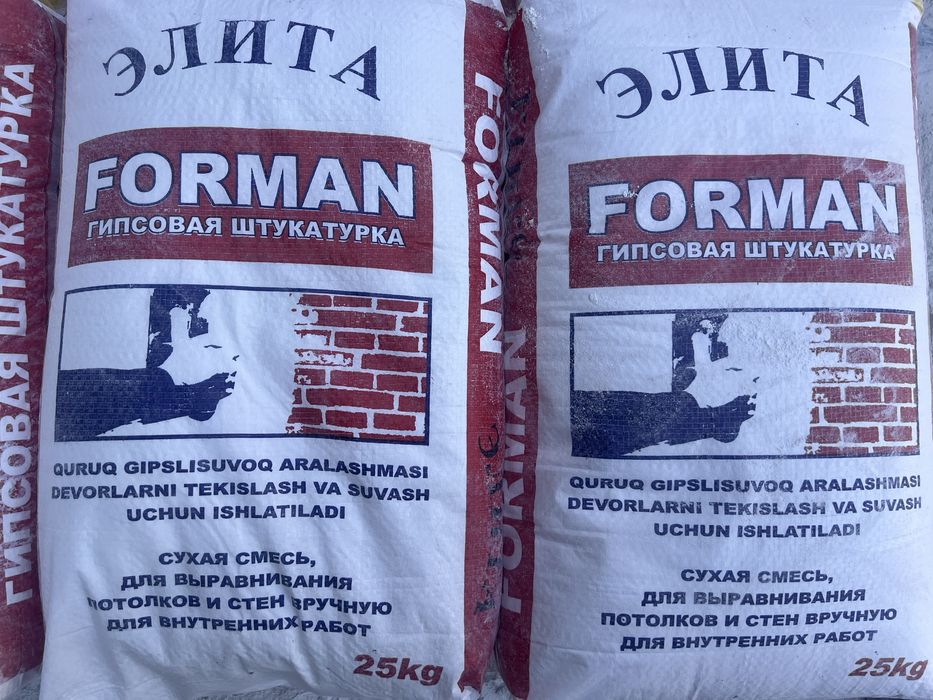 ГИПСОВАЯ ШТУКАТУРКА
ЭЛИТА
FORMAN
ГИПСОВАЯ ШТУКАТУРКА
QURUQ GIPSLISUVOQ ARALASHMASI
DEVORLARNI TEKISLASH VA SUVASH
UCHUN ISHLATILADI
СУХАЯ СМЕСЬ,
ДЛЯ ВЫРАВНИВАНИЯ
ПОТОЛКОВ И СТЕН ВРУЧНУЮ
ДЛЯ ВНУТРЕННИХ РАБОТ
25kg
FORMAN
FORMAN
ЭЛИТА
FORMAN
ГИПСОВАЯ ШТУКАТУРКА
QURUQ GIPSLISUVOQ ARALASHMASI
DEVORLARNI TEKISLASH VA SUVASH
UCHUN ISHLATILADI
СУХАЯ СМЕСЬ,
ДЛЯ ВЫРАВНИВАНИЯ
ПОТОЛКОВ И СТЕН ВРУЧНУЮ
ДЛЯ ВНУТРЕННИХ РАБОТ
25kg